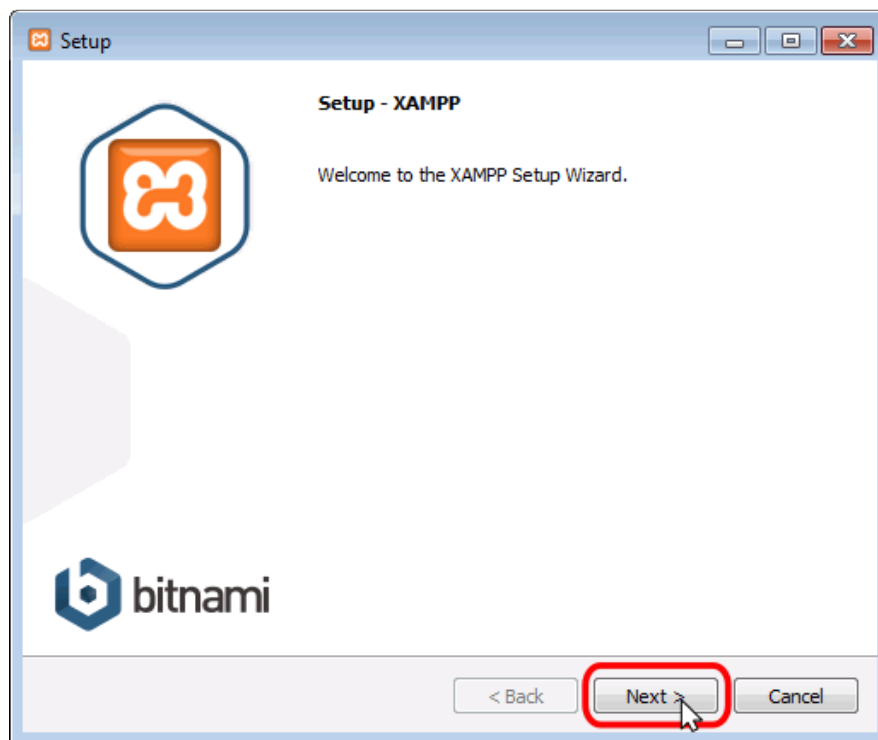 Setup
Setup - XAMPP
Welcome to the XAMPP Setup Wizard.
bitnami
< Back
Next >
Cancel